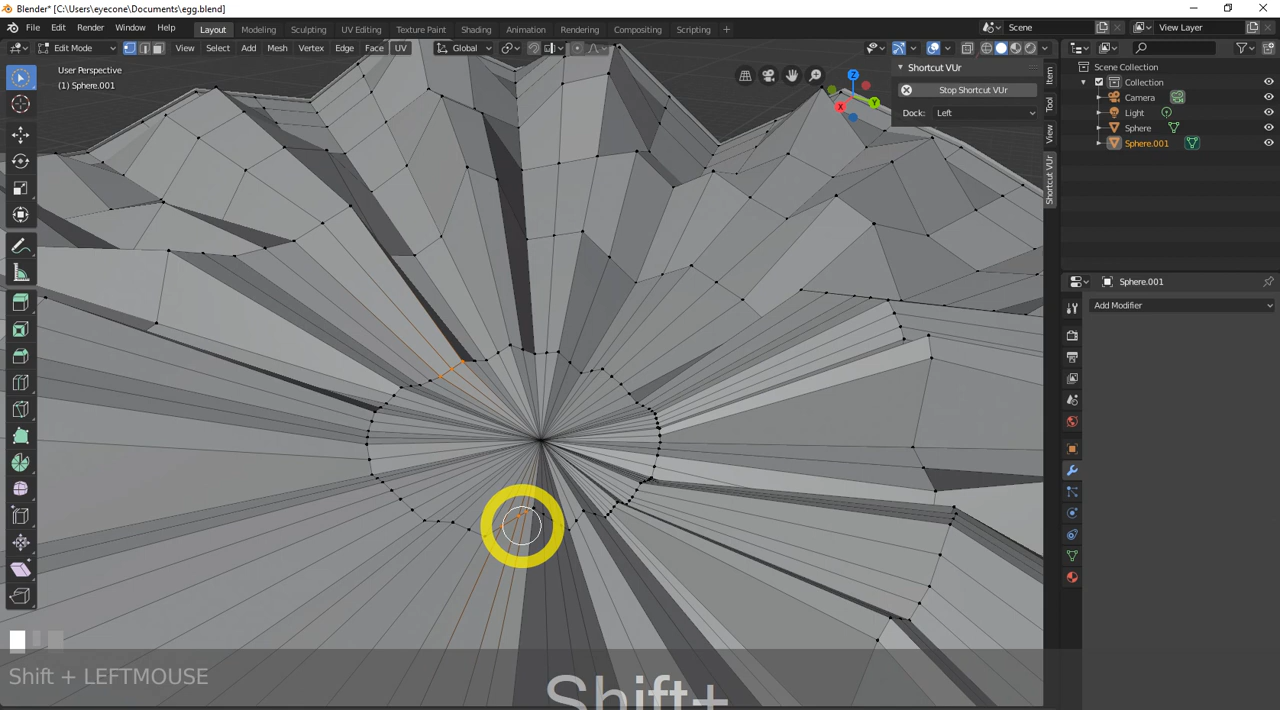 Blender* [C:\Users\eyecone\Documents\egg.blend]
File Edit Render Window Help
Layout Modeling Sculpting UV Editing Texture Paint Shading Animation Rendering Compositing Scripting +
Scene
View Layer
Edit Mode
View Select Add Mesh Vertex Edge Face UV
Global
User Perspective
(1) Sphere.001
Shortcut VUr
Stop Shortcut VUr
Dock: Left
Item
Tool
View
Shortcut VUr
Z
X
Y
Scene Collection
Collection
Camera
Light
Sphere
Sphere.001
Sphere.001
Add Modifier
Shift + LEFTMOUSE
Shift+